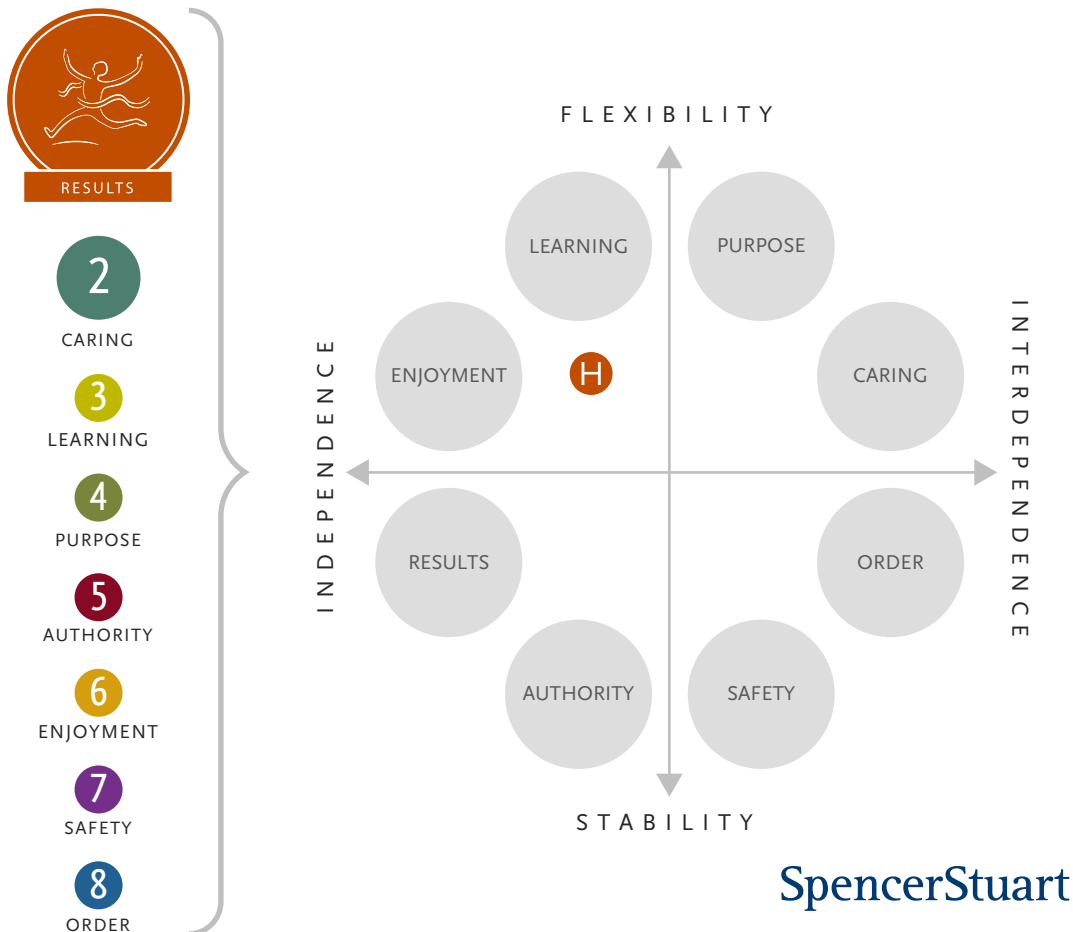 RESULTS
2
CARING
3
LEARNING
4
PURPOSE
5
AUTHORITY
6
ENJOYMENT
7
SAFETY
8
ORDER
FLEXIBILITY
LEARNING
PURPOSE
INDEPENDENCE
ENJOYMENT
H
CARING
INTERDEPENDENCE
RESULTS
ORDER
AUTHORITY
SAFETY
STABILITY
SpencerStuart